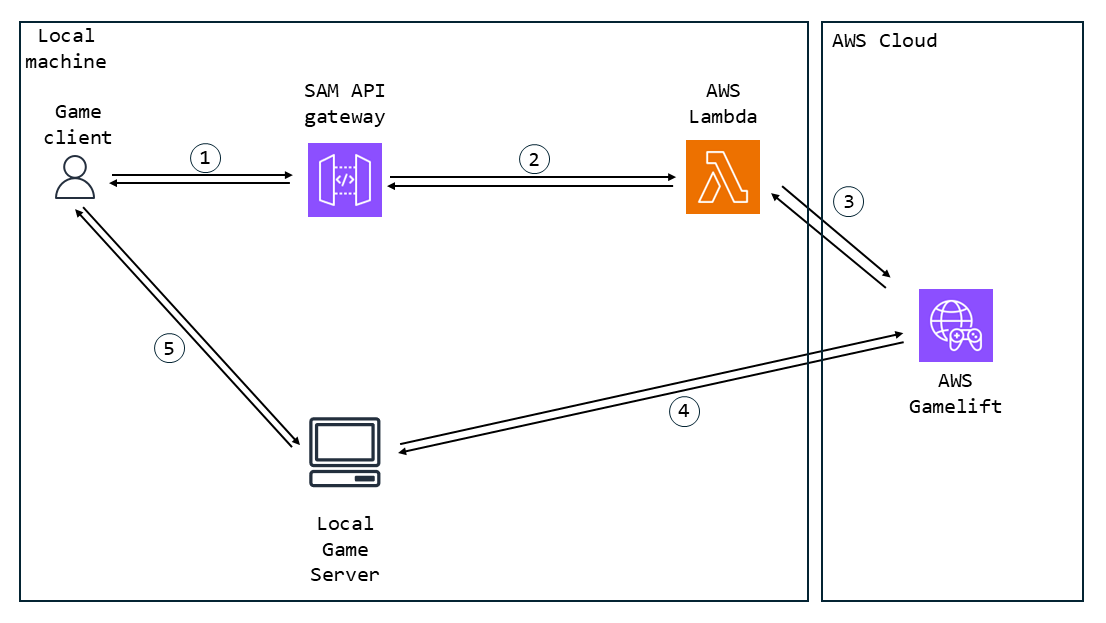 Local
machine
AWS Cloud
Game
client
1
SAM API
gateway
</>
2
AWS
Lambda
3
AWS
Gamelift
4
5
Local
Game
Server